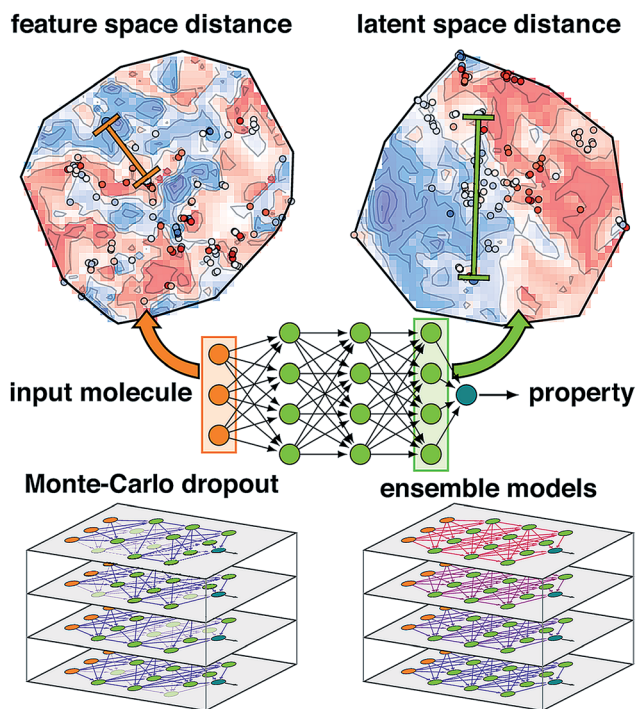 feature space distance
latent space distance
input molecule
property
Monte-Carlo dropout
ensemble models